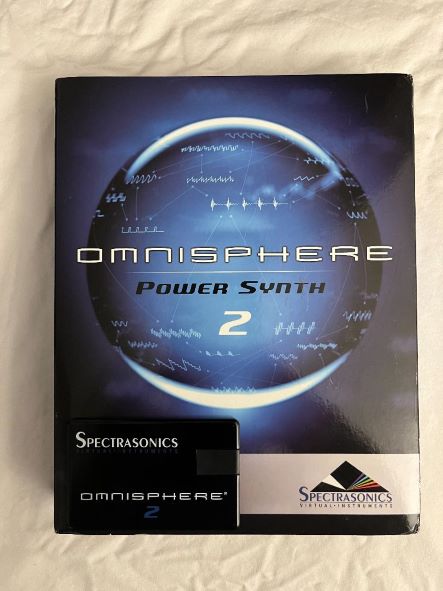 OMNISPHERE
POWER SYNTH
2
SPECTRASONICS
VIRTUAL·INSTRUMENTS
OMNISPHERE®
2
SPECTRASONICS
VIRTUAL·INSTRUMENTS